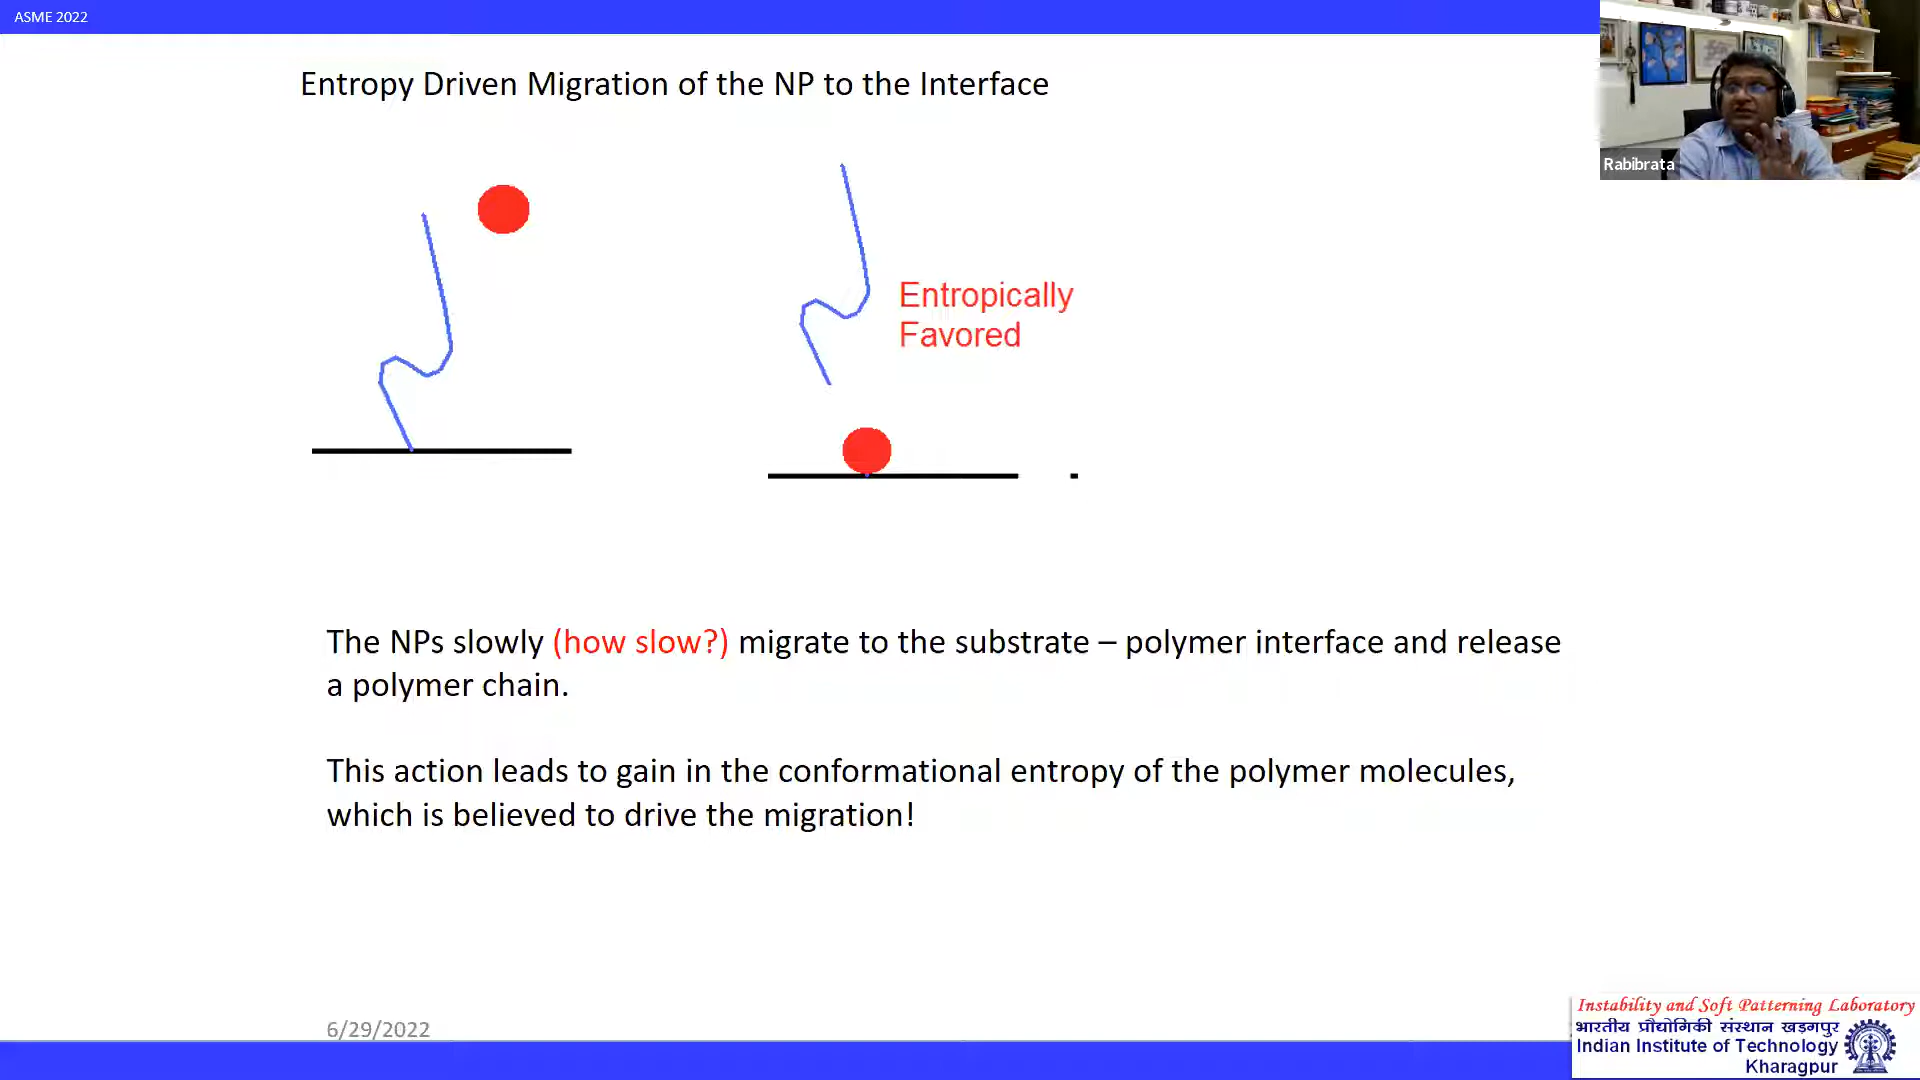 ASME 2022
Entropy Driven Migration of the NP to the Interface
Rabibrata
Entropically
Favored
The NPs slowly (how slow?) migrate to the substrate – polymer interface and release
a polymer chain.
This action leads to gain in the conformational entropy of the polymer molecules,
which is believed to drive the migration!
6/29/2022
Instability and Soft Patterning Laboratory
भारतीय प्रौद्योगिकी संस्थान खड़गपुर
Indian Institute of Technology
Kharagpur